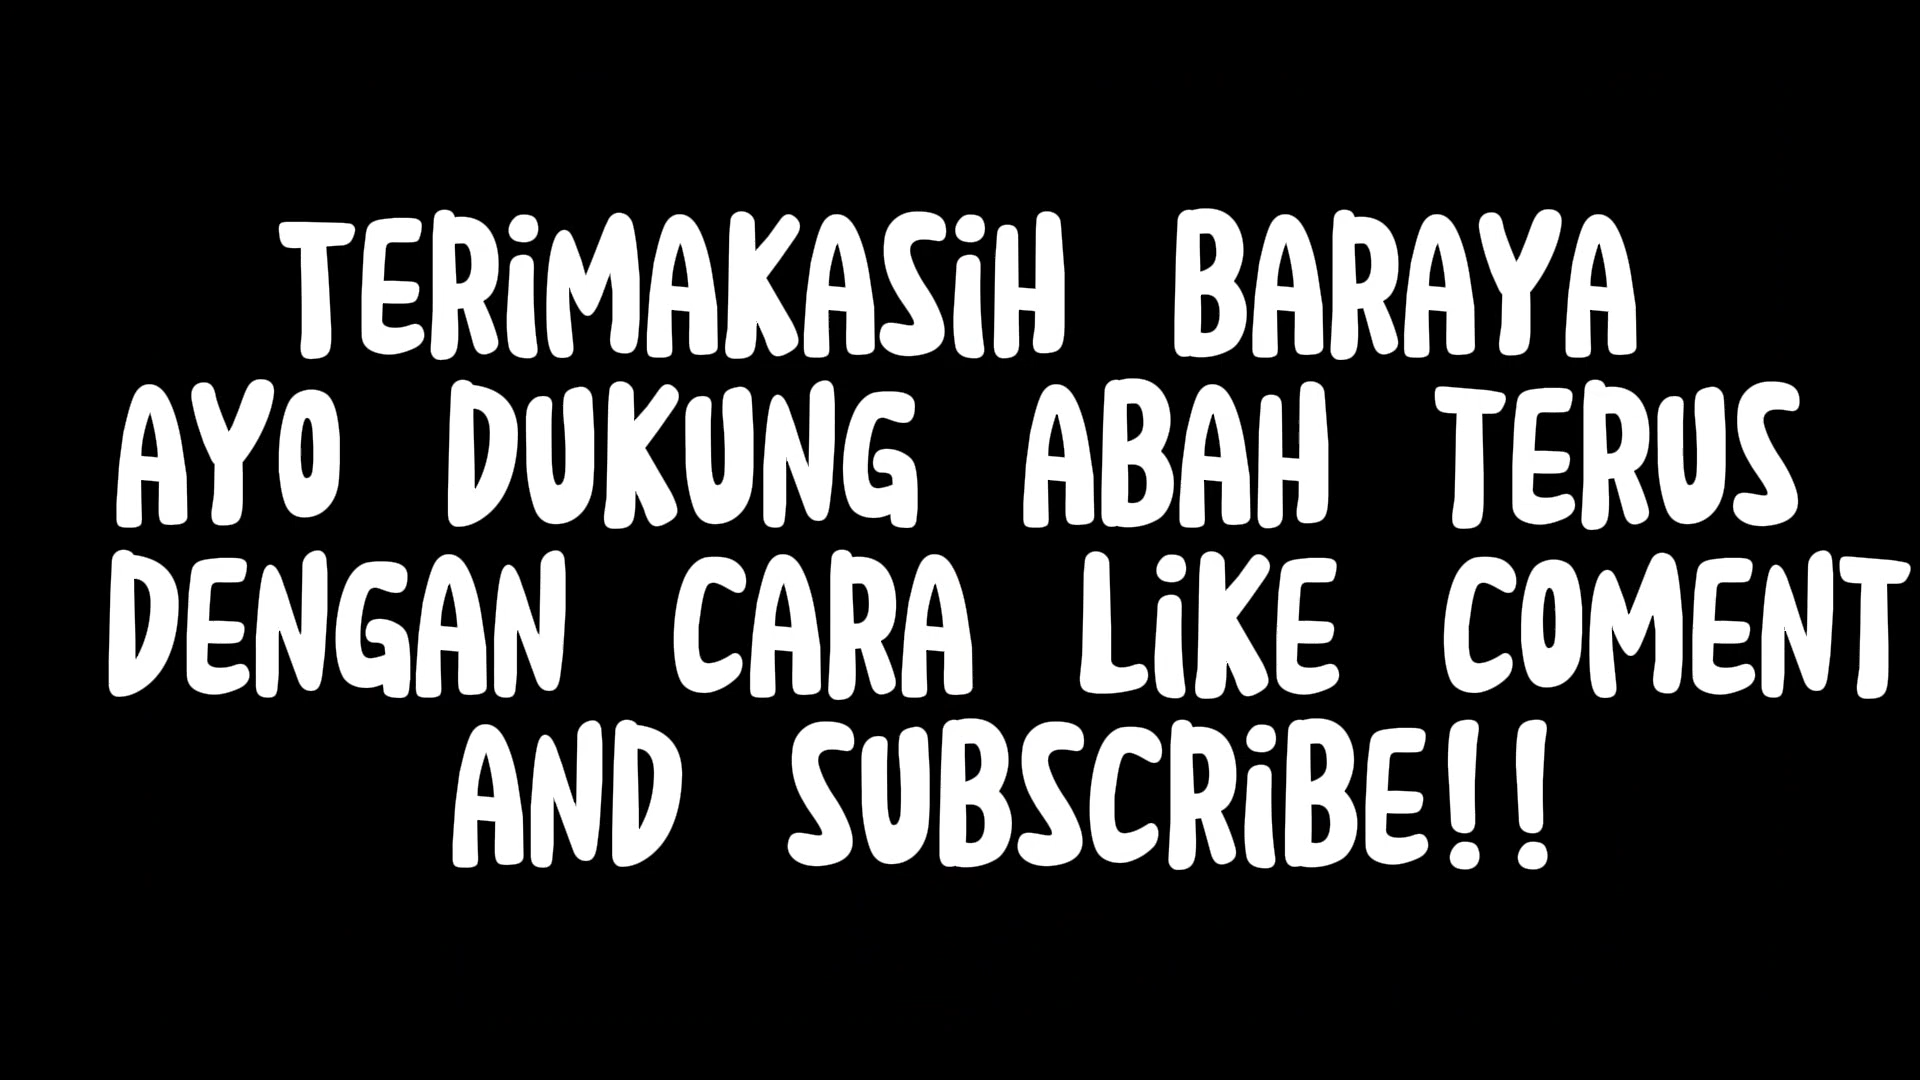 TERiMAKASiH BARAYA
AYO DUKUNG ABAH TERUS
DENGAN CARA LiKE COMENT
AND SUBSCRiBE!!